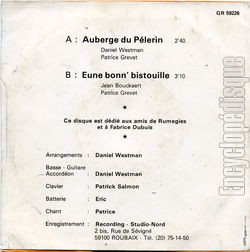 GR 59226
A : Auberge du Pélerin 2'40
Daniel Westman
Patrice Grevet
B : Eune bonn' bistouille 3'10
Jean Bouckaert
Patrice Grevet
Ce disque est dédié aux amis de Rumegies
et à Fabrice Dubuis
Arrangements : Daniel Westman
Basse - Guitare
Accordéon : Daniel Westman
Clavier : Patrick Salmon
Batterie : Eric
Chant : Patrice
Enregistrement : Recording - Studio-Nord
2 bis, Rue de Sévigné
59100 ROUBAIX - Tél. (20) 75-14-50